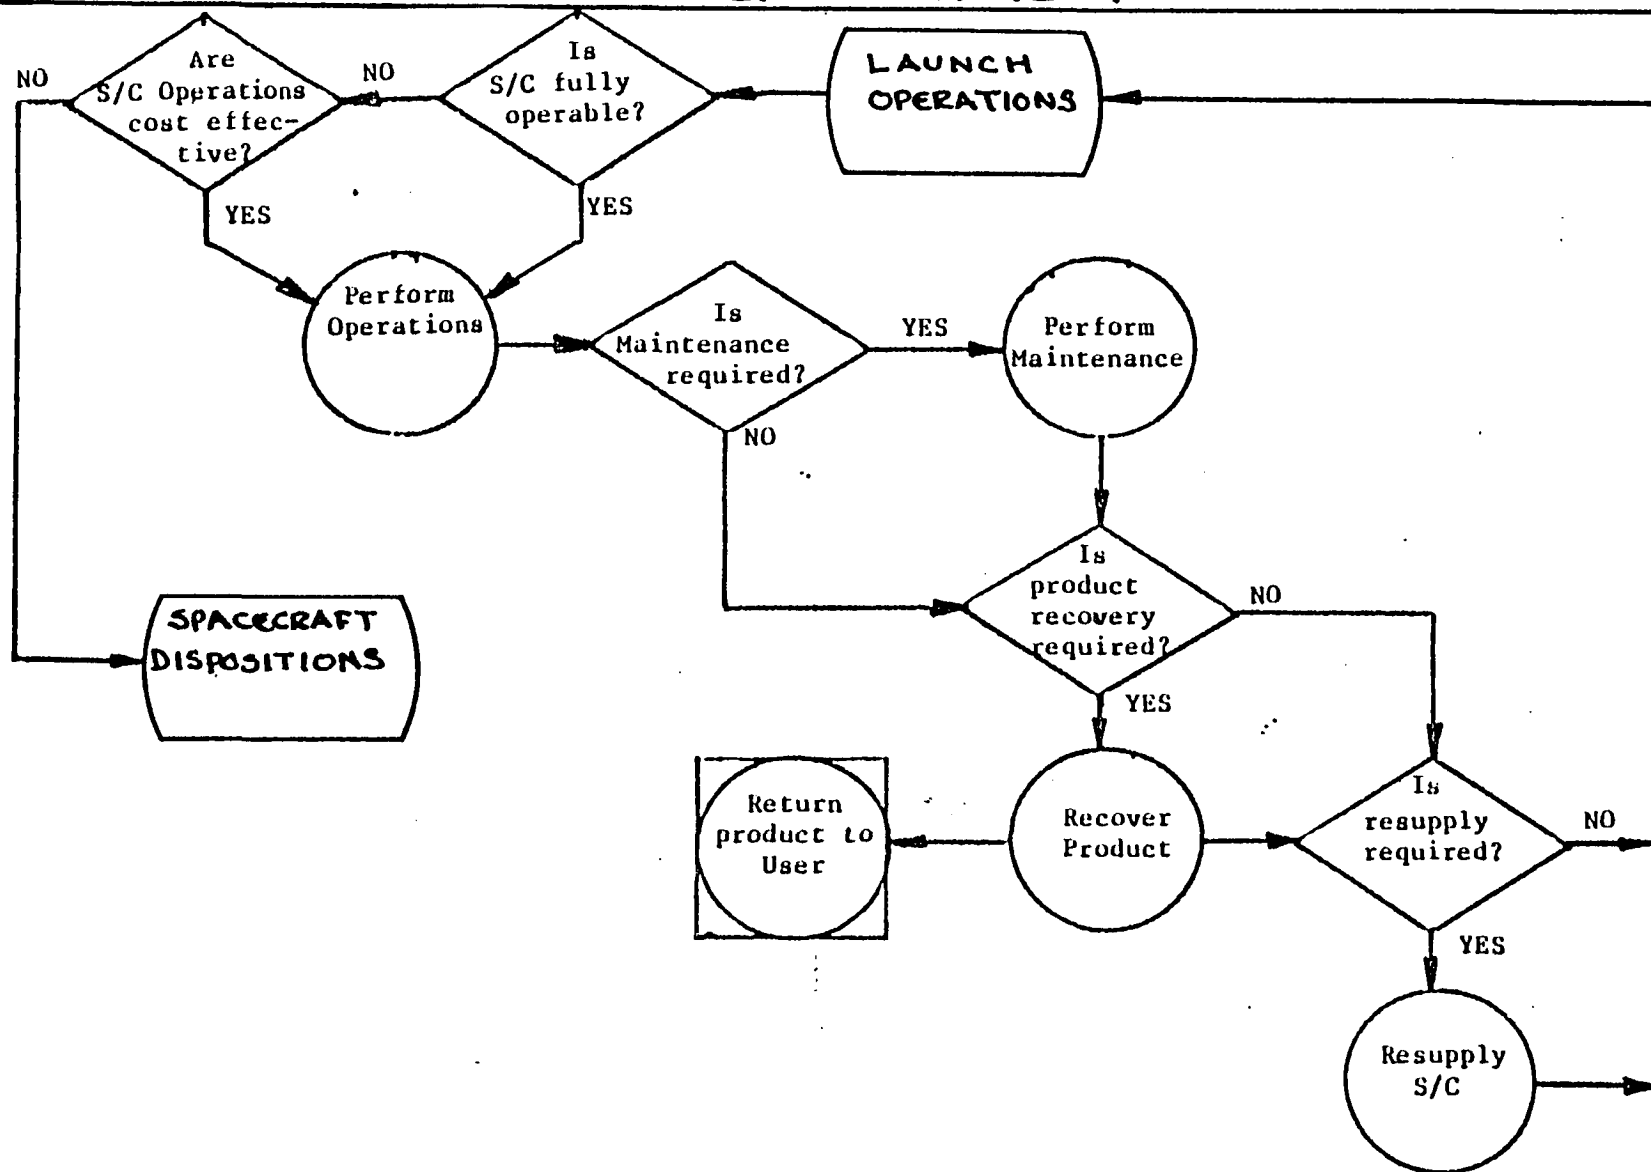 Are
S/C Operations
cost effec-
tive?
NO
NO
YES
Is
S/C fully
operable?
YES
LAUNCH
OPERATIONS
Perform
Operations
Is
Maintenance
required?
YES
NO
Perform
Maintenance
Is
product
recovery
required?
NO
YES
SPACECRAFT
DISPOSITIONS
Return
product to
User
Recover
Product
Is
resupply
required?
NO
YES
Resupply
S/C